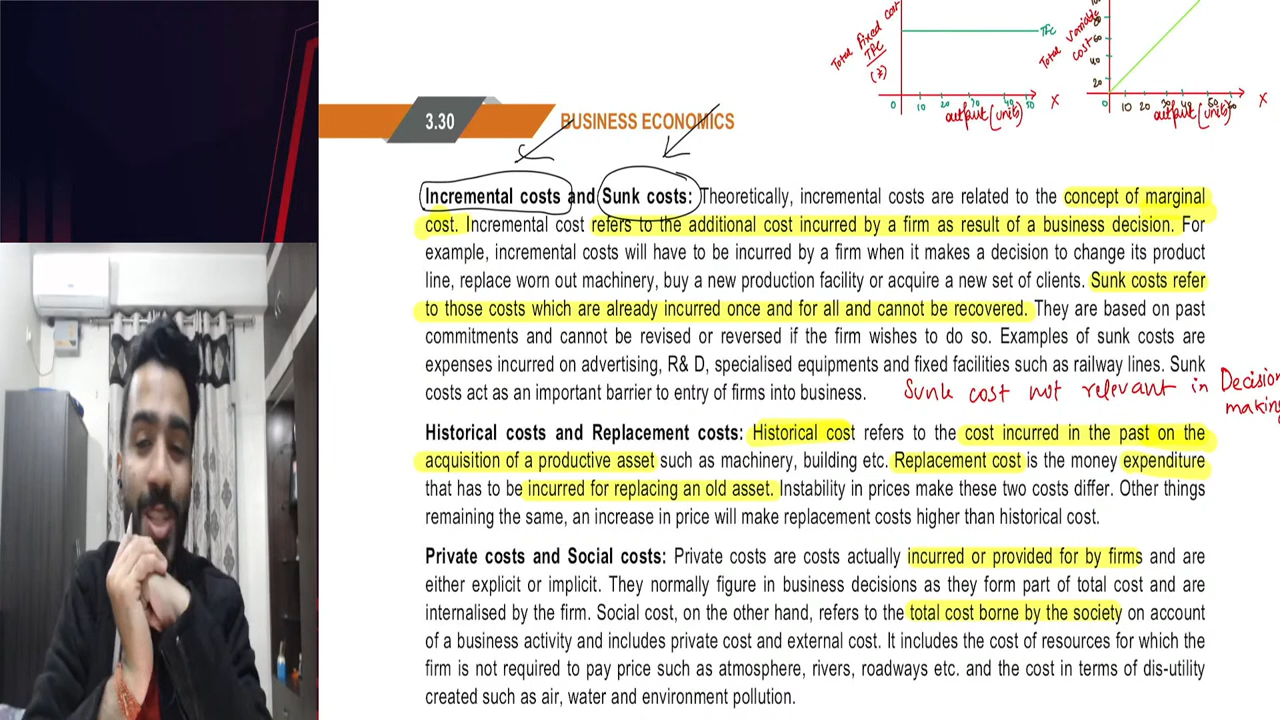 Total Fixed cost
TFC
(₹)
TFC
0 10 20 30 40 50 X
output (units)
Total variable cost
80
60
40
20
0 10 20 30 40 50 60 X
output (units)
3.30 BUSINESS ECONOMICS
Incremental costs and Sunk costs: Theoretically, incremental costs are related to the concept of marginal
cost. Incremental cost refers to the additional cost incurred by a firm as result of a business decision. For
example, incremental costs will have to be incurred by a firm when it makes a decision to change its product
line, replace worn out machinery, buy a new production facility or acquire a new set of clients. Sunk costs refer
to those costs which are already incurred once and for all and cannot be recovered. They are based on past
commitments and cannot be revised or reversed if the firm wishes to do so. Examples of sunk costs are
expenses incurred on advertising, R& D, specialised equipments and fixed facilities such as railway lines. Sunk
costs act as an important barrier to entry of firms into business.
Sunk cost not relevant in Decision
making
Historical costs and Replacement costs: Historical cost refers to the cost incurred in the past on the
acquisition of a productive asset such as machinery, building etc. Replacement cost is the money expenditure
that has to be incurred for replacing an old asset. Instability in prices make these two costs differ. Other things
remaining the same, an increase in price will make replacement costs higher than historical cost.
Private costs and Social costs: Private costs are costs actually incurred or provided for by firms and are
either explicit or implicit. They normally figure in business decisions as they form part of total cost and are
internalised by the firm. Social cost, on the other hand, refers to the total cost borne by the society on account
of a business activity and includes private cost and external cost. It includes the cost of resources for which the
firm is not required to pay price such as atmosphere, rivers, roadways etc. and the cost in terms of dis-utility
created such as air, water and environment pollution.